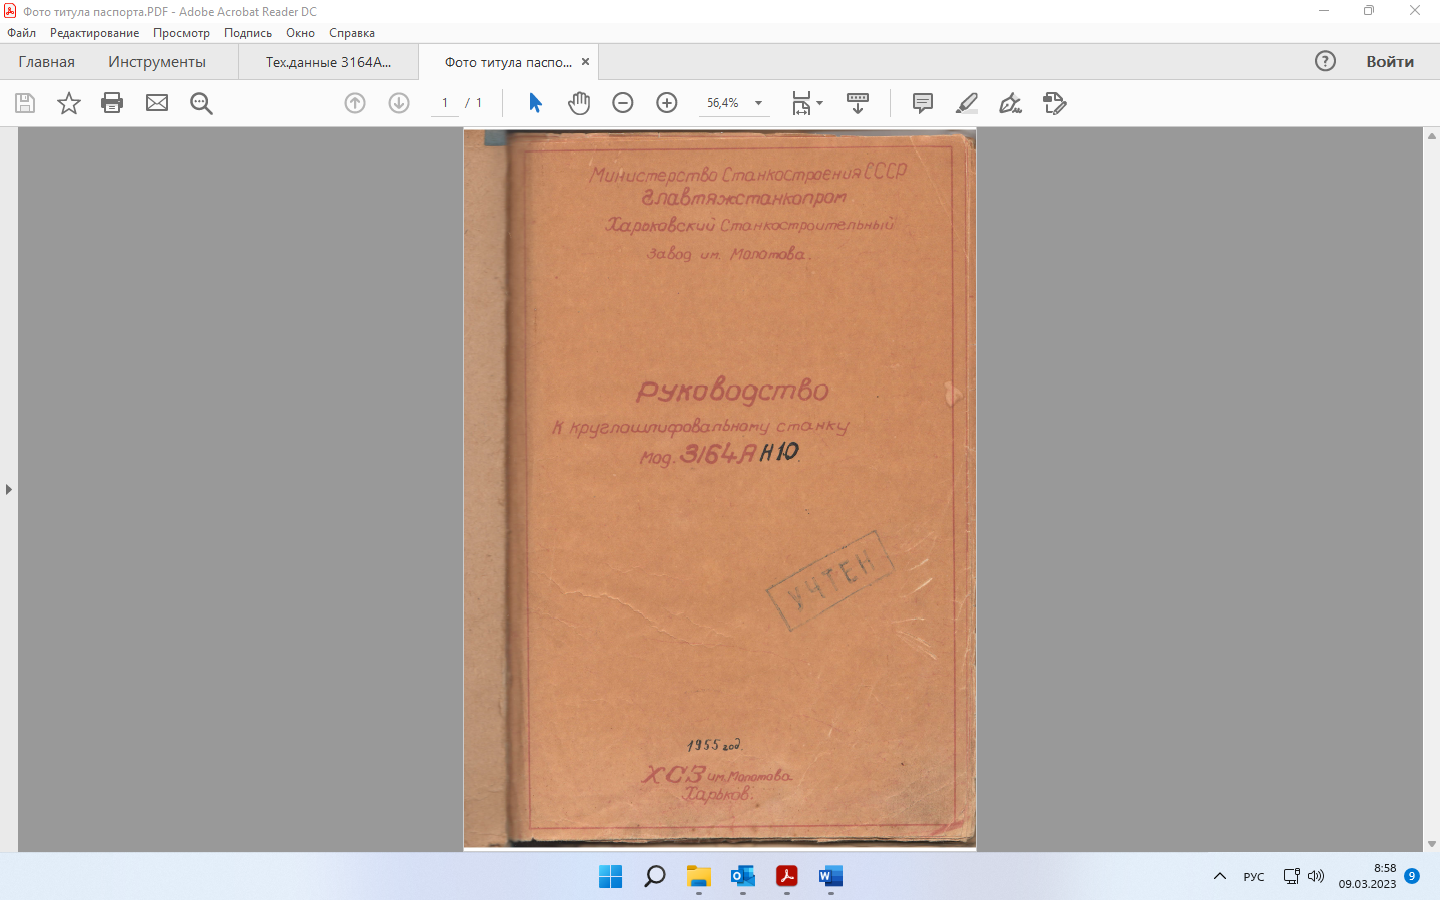 Фото титула паспорта.PDF - Adobe Acrobat Reader DC
Файл Редактирование Просмотр Подпись Окно Справка
Главная Инструменты Тех.данные 3164А... Фото титула паспо... Войти
1 / 1 56,4%
Министерство Станкостроения СССР
Главтяжстанкопром
Харьковский Станкостроительный
Завод им. Молотова.
Руководство
К круглошлифовальному станку
Мод. 3164А Н10
УЧТЕН
1955 год.
ХСЗ им. Молотова
Харьков.
РУС 8:58
09.03.2023 9